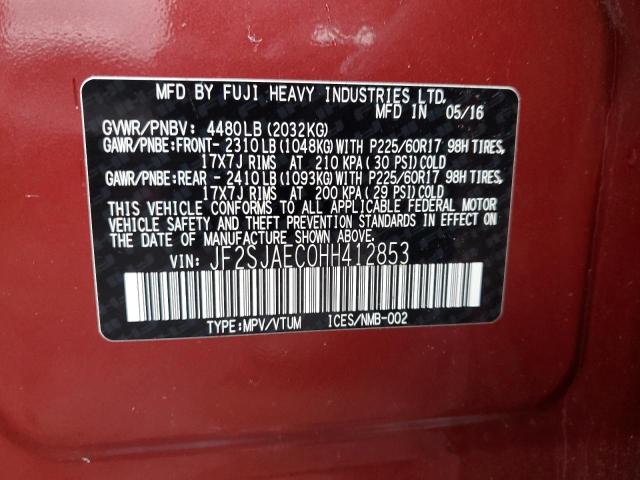 MFD BY FUJI HEAVY INDUSTRIES LTD.
MFD IN 05/16
GVWR/PNBV: 4480LB (2032KG)
GAWR/PNBE:FRONT- 2310LB (1048KG) WITH P225/60R17 98H TIRES,
17X7J RIMS AT 210 KPA (30 PSI) COLD
GAWR/PNBE:REAR - 2410LB (1093KG) WITH P225/60R17 98H TIRES,
17X7J RIMS AT 200 KPA (29 PSI) COLD
THIS VEHICLE CONFORMS TO ALL APPLICABLE FEDERAL MOTOR
VEHICLE SAFETY AND THEFT PREVENTION STANDARDS IN EFFECT ON
THE DATE OF MANUFACTURE SHOWN ABOVE.
VIN: JF2SJAEC0HH412853
TYPE:MPV/VTUM ICES/NMB-002